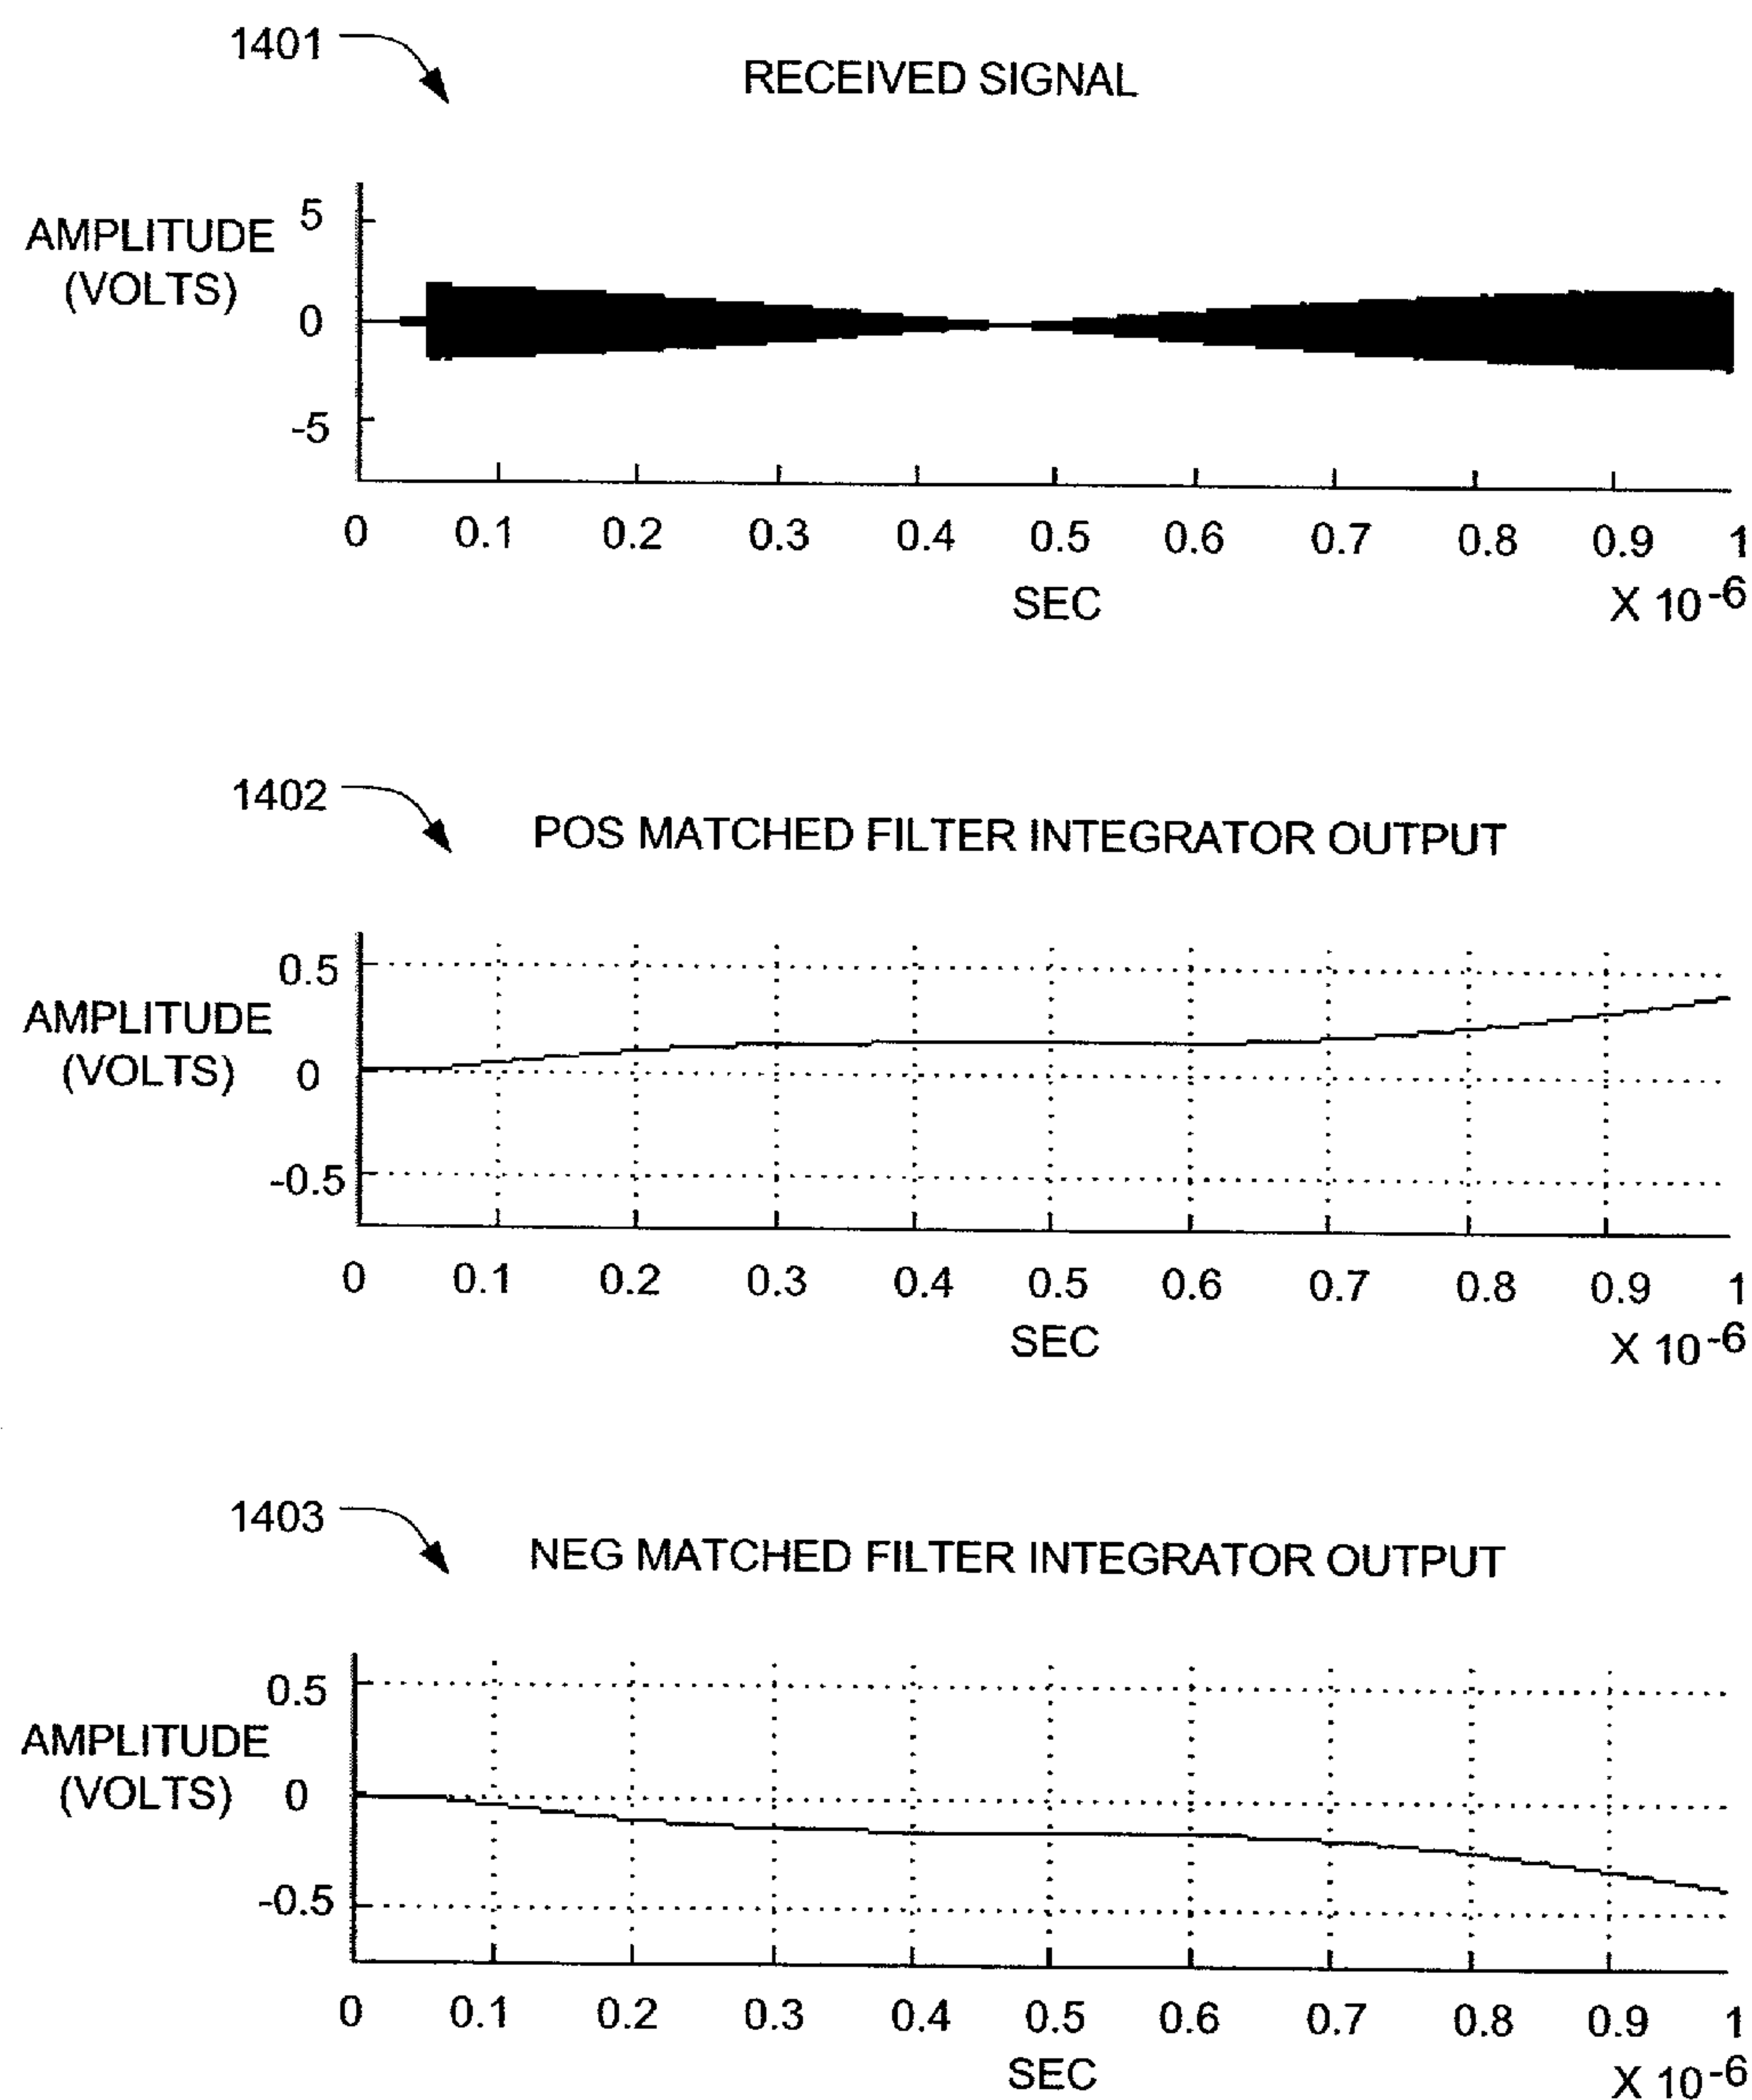 1401
RECEIVED SIGNAL
AMPLITUDE
(VOLTS)
5
0
-5
0 0.1 0.2 0.3 0.4 0.5 0.6 0.7 0.8 0.9 1
SEC
X 10-6
1402
POS MATCHED FILTER INTEGRATOR OUTPUT
AMPLITUDE
(VOLTS)
0.5
0
-0.5
0 0.1 0.2 0.3 0.4 0.5 0.6 0.7 0.8 0.9 1
SEC
X 10-6
1403
NEG MATCHED FILTER INTEGRATOR OUTPUT
AMPLITUDE
(VOLTS)
0.5
0
-0.5
0 0.1 0.2 0.3 0.4 0.5 0.6 0.7 0.8 0.9 1
SEC
X 10-6